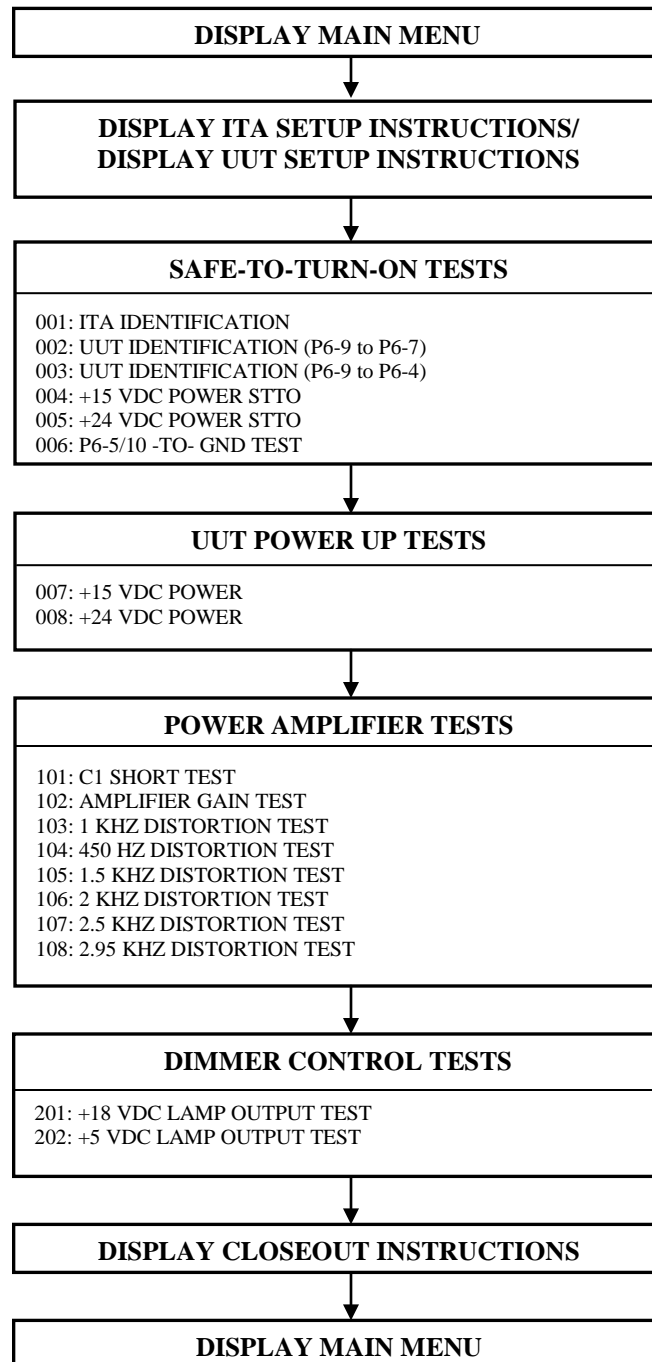 DISPLAY MAIN MENU
DISPLAY ITA SETUP INSTRUCTIONS/
DISPLAY UUT SETUP INSTRUCTIONS
SAFE-TO-TURN-ON TESTS
001: ITA IDENTIFICATION
002: UUT IDENTIFICATION (P6-9 to P6-7)
003: UUT IDENTIFICATION (P6-9 to P6-4)
004: +15 VDC POWER STTO
005: +24 VDC POWER STTO
006: P6-5/10 -TO- GND TEST
UUT POWER UP TESTS
007: +15 VDC POWER
008: +24 VDC POWER
POWER AMPLIFIER TESTS
101: C1 SHORT TEST
102: AMPLIFIER GAIN TEST
103: 1 KHZ DISTORTION TEST
104: 450 HZ DISTORTION TEST
105: 1.5 KHZ DISTORTION TEST
106: 2 KHZ DISTORTION TEST
107: 2.5 KHZ DISTORTION TEST
108: 2.95 KHZ DISTORTION TEST
DIMMER CONTROL TESTS
201: +18 VDC LAMP OUTPUT TEST
202: +5 VDC LAMP OUTPUT TEST
DISPLAY CLOSEOUT INSTRUCTIONS
DISPLAY MAIN MENU